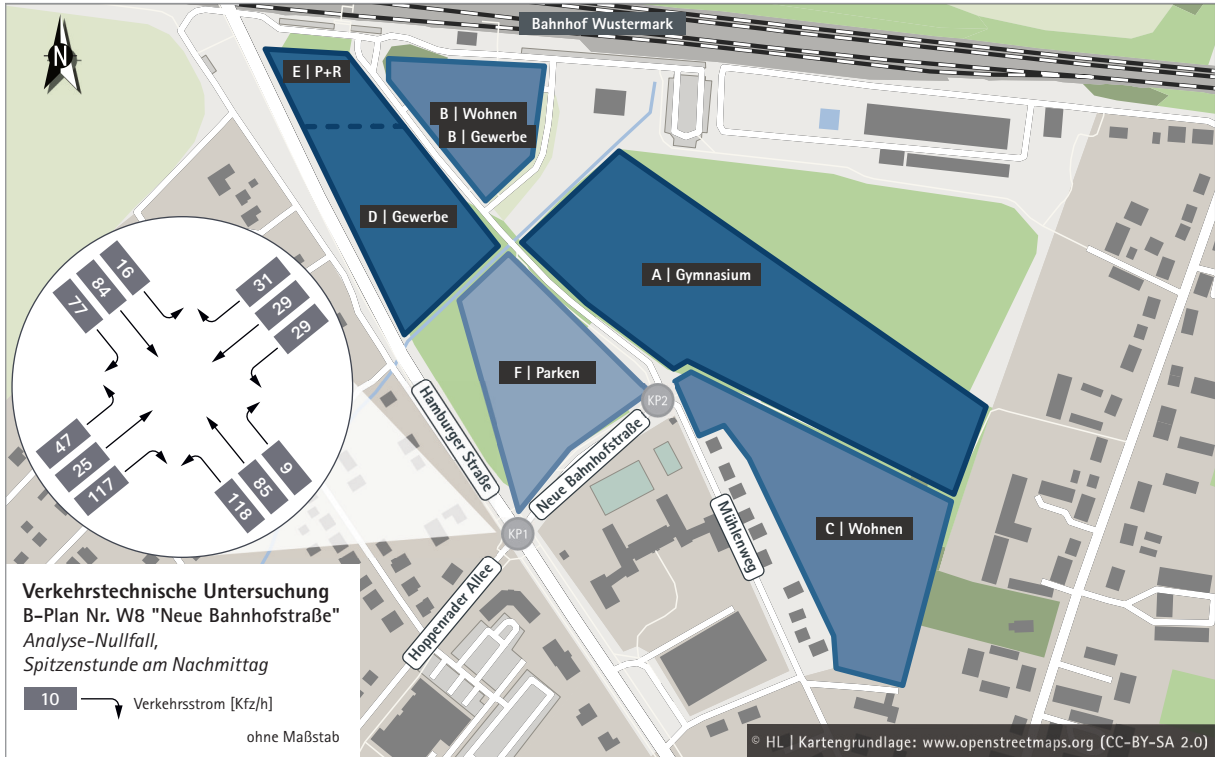 Bahnhof Wustermark
N
E | P+R
B | Wohnen
B | Gewerbe
D | Gewerbe
A | Gymnasium
F | Parken
C | Wohnen
KP2
KP1
Hamburger Straße
Neue Bahnhofstraße
Mühlenweg
Hoppenrader Allee
16
84
77
31
29
29
47
25
117
118
85
9
Verkehrstechnische Untersuchung
B-Plan Nr. W8 "Neue Bahnhofstraße"
Analyse-Nullfall,
Spitzenstunde am Nachmittag
10 Verkehrsstrom [Kfz/h]
ohne Maßstab
© HL | Kartengrundlage: www.openstreetmaps.org (CC-BY-SA 2.0)